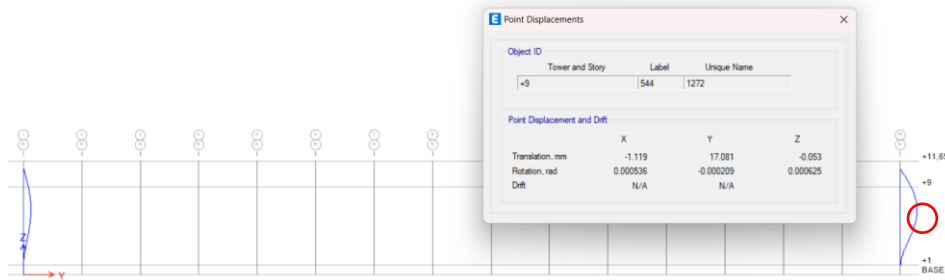 E Point Displacements
Object ID
Tower and Story Label Unique Name
+9 544 1272
Point Displacement and Drift
X Y Z
Translation, mm -1.119 17.081 -0.053
Rotation, rad 0.000536 -0.000209 0.000625
Drift N/A N/A
+11,6
+9
Z
+1
BASE
Y